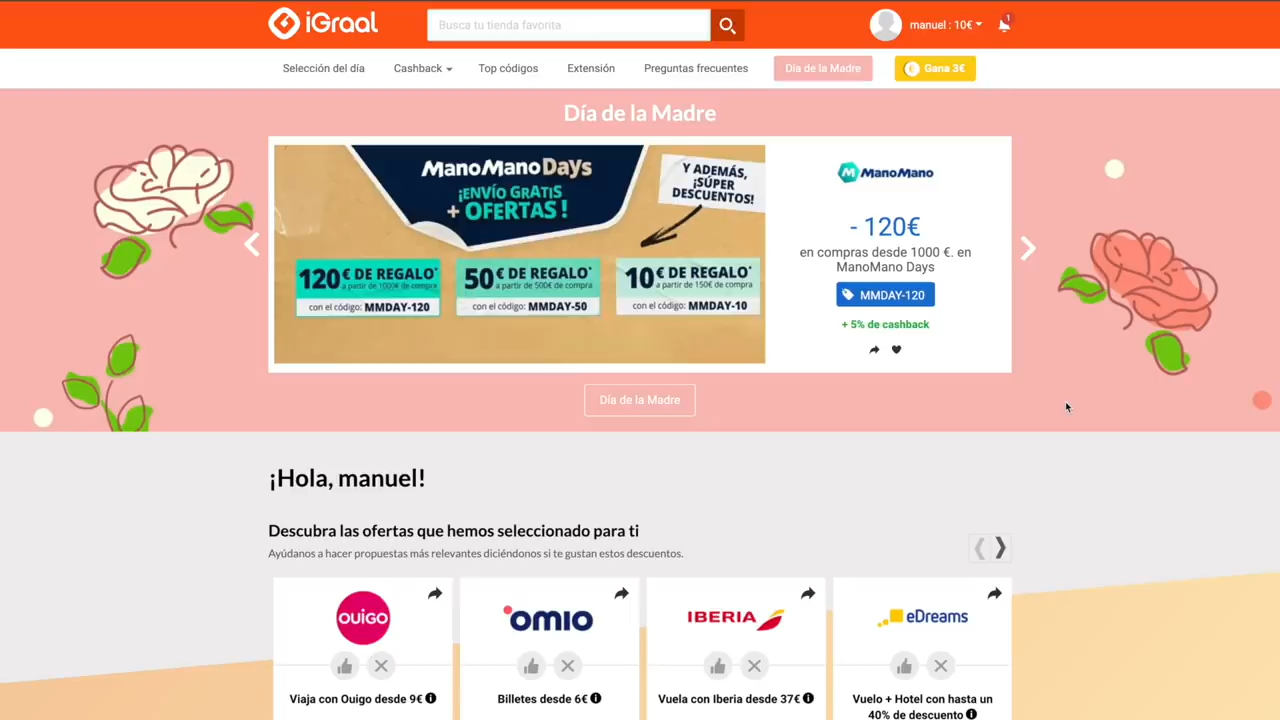 iGraal
Busca tu tienda favorita
manuel : 10€
1
Selección del día
Cashback
Top códigos
Extensión
Preguntas frecuentes
Día de la Madre
Gana 3€
Día de la Madre
ManoManoDays
¡ENVÍO GRATIS
+ OFERTAS !
Y ADEMÁS,
¡SÚPER
DESCUENTOS!
120€ DE REGALO*
a partir de 1000€ de compra
con el código: MMDAY-120
50€ DE REGALO*
a partir de 500€ de compra
con el código: MMDAY-50
10€ DE REGALO*
a partir de 150€ de compra
con el código: MMDAY-10
ManoMano
- 120€
en compras desde 1000 €. en
ManoMano Days
MMDAY-120
+ 5% de cashback
Día de la Madre
¡Hola, manuel!
Descubra las ofertas que hemos seleccionado para ti
Ayúdanos a hacer propuestas más relevantes diciéndonos si te gustan estos descuentos.
OUIGO
Viaja con Ouigo desde 9€
omio
Billetes desde 6€
IBERIA
Vuela con Iberia desde 37€
eDreams
Vuelo + Hotel con hasta un
40% de descuento